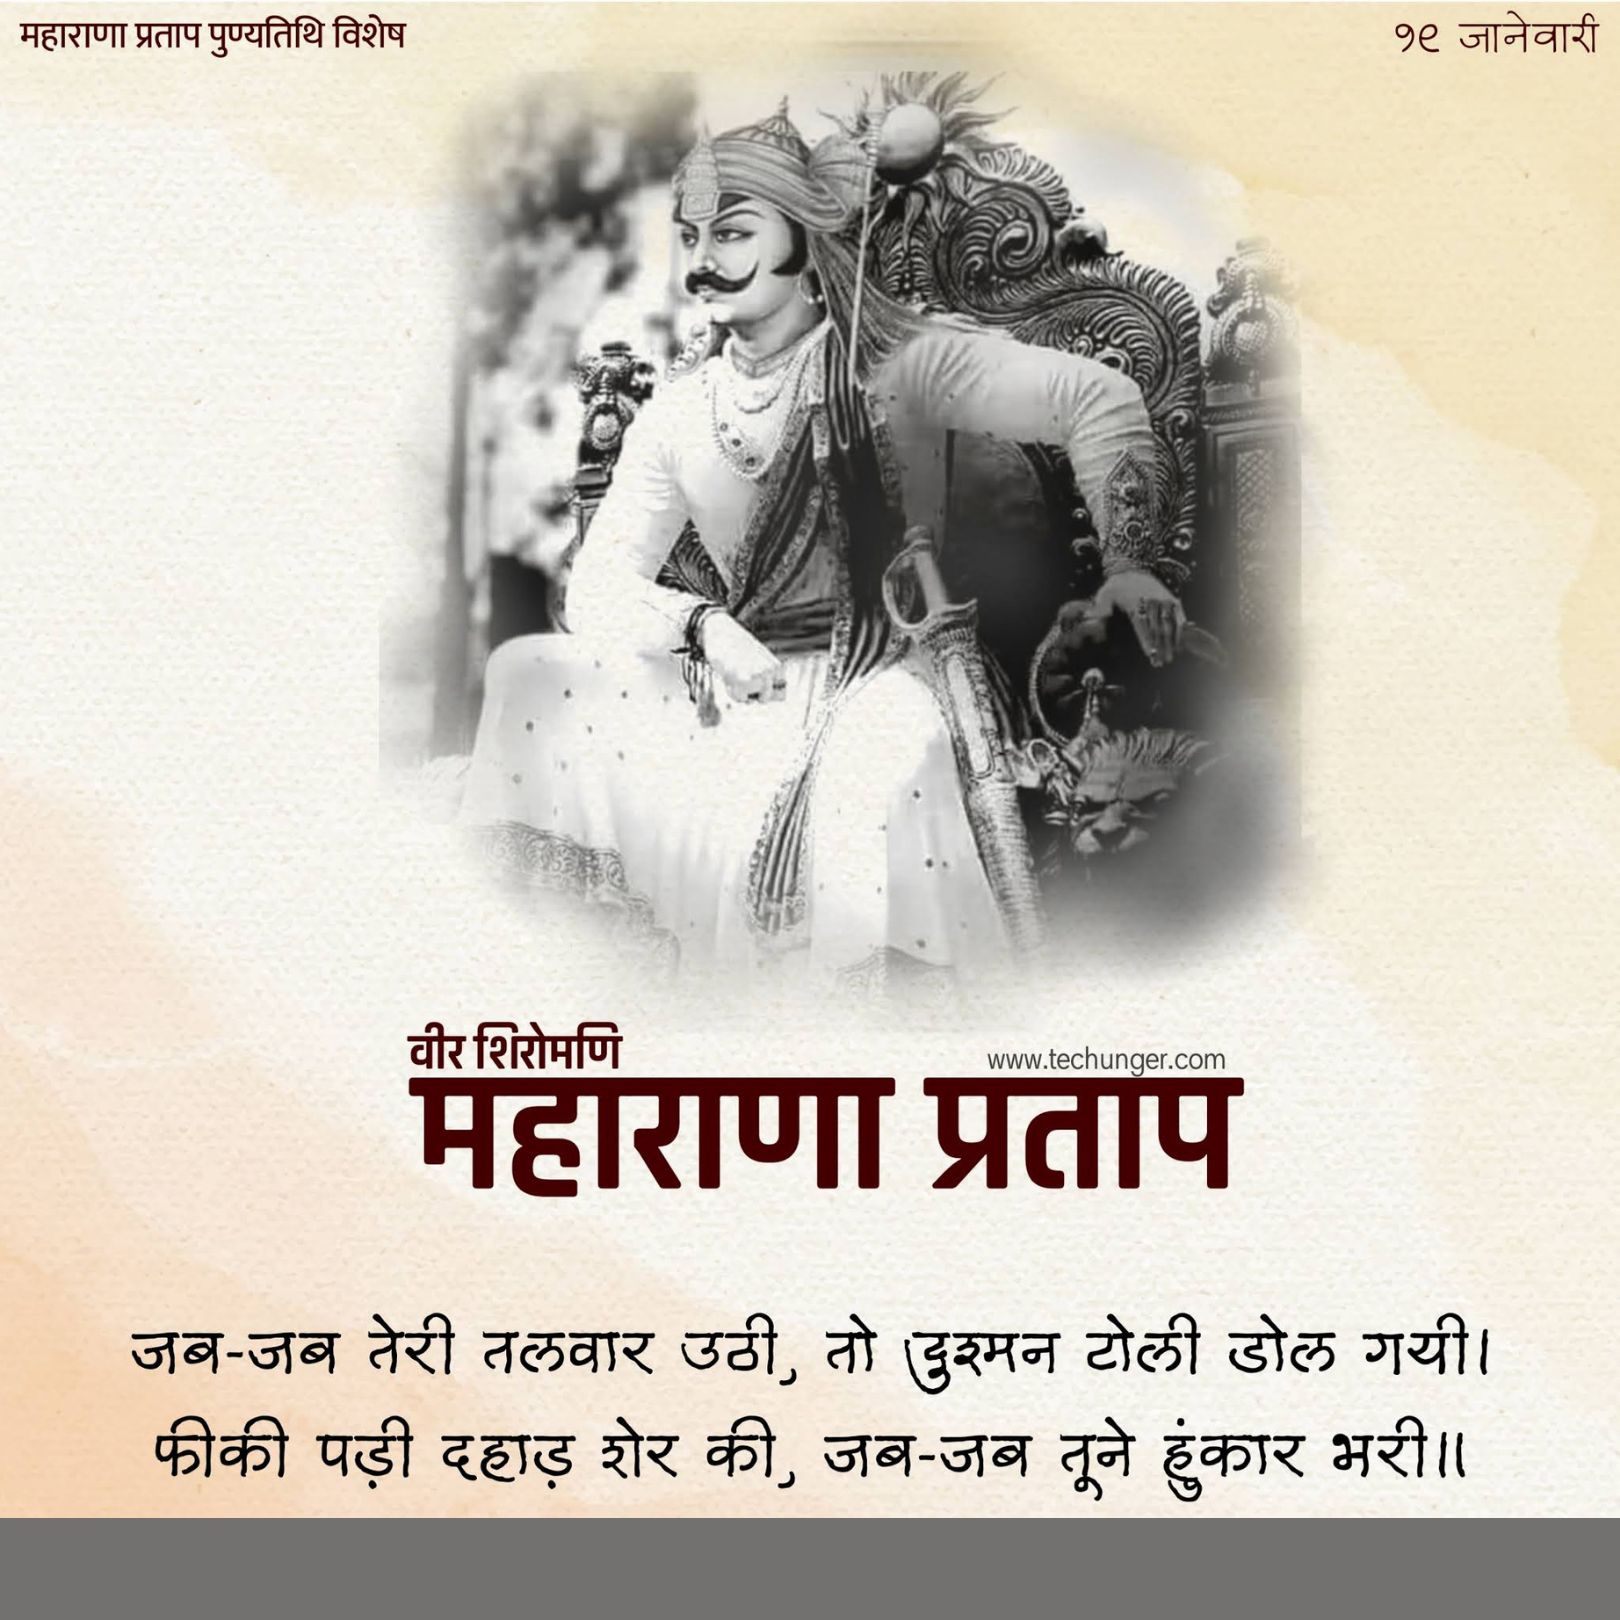 महाराणा प्रताप पुण्यतिथि विशेष
१९ जानेवारी
वीर शिरोमणि
www.techunger.com
महाराणा प्रताप
जब-जब तेरी तलवार उठी, तो दुश्मन टोली डोल गयी।
फीकी पड़ी दहाड़ शेर की, जब-जब तूने हुंकार भरी॥